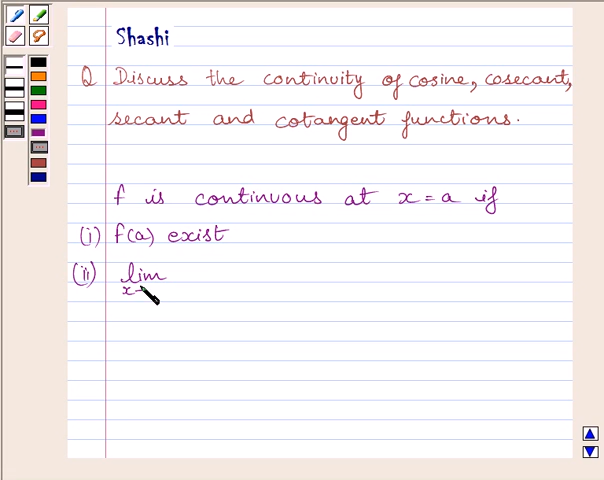 Shashi
Q Discuss the continuity of cosine, cosecant,
secant and cotangent functions.
f is continuous at x = a if
(i) f(a) exist
(ii) lim
x-